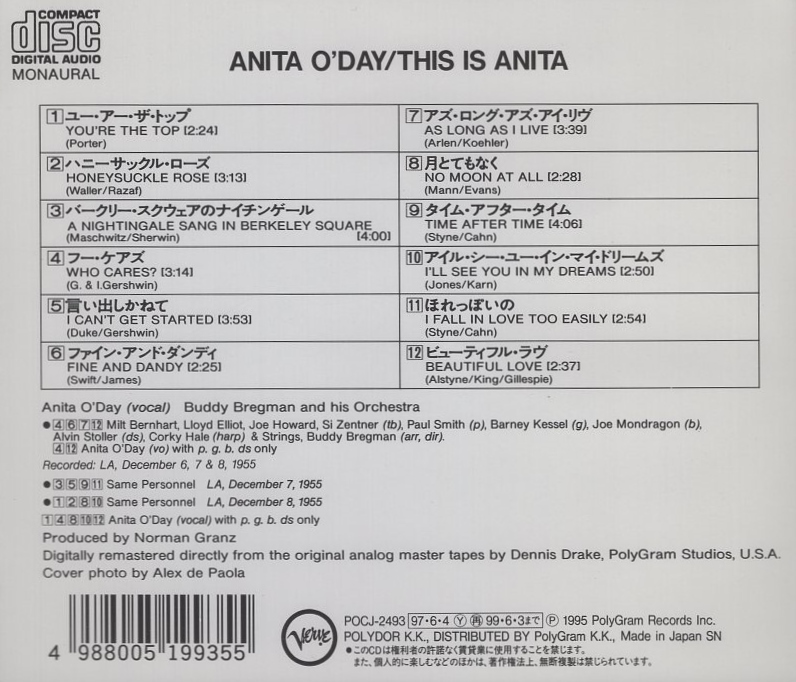 COMPACT
disc
DIGITAL AUDIO
MONAURAL
ANITA O'DAY/THIS IS ANITA
1 ユー・アー・ザ・トップ
YOU'RE THE TOP [2:24]
(Porter)
2 ハニーサックル・ローズ
HONEYSUCKLE ROSE [3:13]
(Waller/Razaf)
3 バークリー・スクウェアのナイチンゲール
A NIGHTINGALE SANG IN BERKELEY SQUARE
(Maschwitz/Sherwin) [4:00]
4 フー・ケアズ
WHO CARES? [3:14]
(G. & I.Gershwin)
5 言い出しかねて
I CAN'T GET STARTED [3:53]
(Duke/Gershwin)
6 ファイン・アンド・ダンディ
FINE AND DANDY [2:25]
(Swift/James)
7 アズ・ロング・アズ・アイ・リヴ
AS LONG AS I LIVE [3:39]
(Arlen/Koehler)
8 月とてもなく
NO MOON AT ALL [2:28]
(Mann/Evans)
9 タイム・アフター・タイム
TIME AFTER TIME [4:06]
(Styne/Cahn)
10 アイル・シー・ユー・イン・マイ・ドリームズ
I'LL SEE YOU IN MY DREAMS [2:50]
(Jones/Karn)
11 ほれっぽいの
I FALL IN LOVE TOO EASILY [2:54]
(Styne/Cahn)
12 ビューティフル・ラヴ
BEAUTIFUL LOVE [2:37]
(Alstyne/King/Gillespie)
Anita O'Day (vocal) Buddy Bregman and his Orchestra
● 4 6 7 12 Milt Bernhart, Lloyd Elliot, Joe Howard, Si Zentner (tb), Paul Smith (p), Barney Kessel (g), Joe Mondragon (b),
Alvin Stoller (ds), Corky Hale (harp) & Strings, Buddy Bregman (arr, dir).
4 12 Anita O'Day (vo) with p. g. b. ds only
Recorded: LA, December 6, 7 & 8, 1955
● 3 5 9 11 Same Personnel LA, December 7, 1955
● 1 2 8 10 Same Personnel LA, December 8, 1955
1 4 8 10 12 Anita O'Day (vocal) with p. g. b. ds only
Produced by Norman Granz
Digitally remastered directly from the original analog master tapes by Dennis Drake, PolyGram Studios, U.S.A.
Cover photo by Alex de Paola
4 988005 199355
Verve
POCJ-2493 97・6・4 Ⓨ 再 99・6・3まで Ⓟ 1995 PolyGram Records Inc.
POLYDOR K.K., DISTRIBUTED BY PolyGram K.K., Made in Japan SN
●このCDは権利者の許諾なく賃貸業に使用することを禁じます。
また、個人的に楽しむなどのほかは、著作権法上、無断複製は禁じられています。